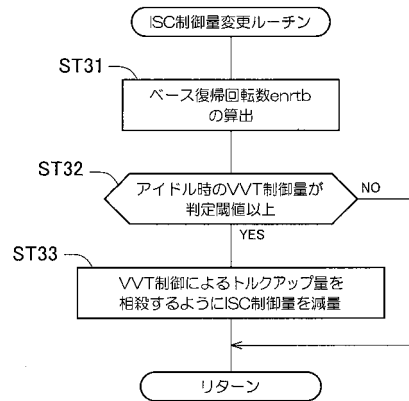 ISC制御量変更ルーチン
ST31
ベース復帰回転数enrtb
の算出
ST32
アイドル時のVVT制御量が
判定閾値以上
NO
YES
ST33
VVT制御によるトルクアップ量を
相殺するようにISC制御量を減量
リターン